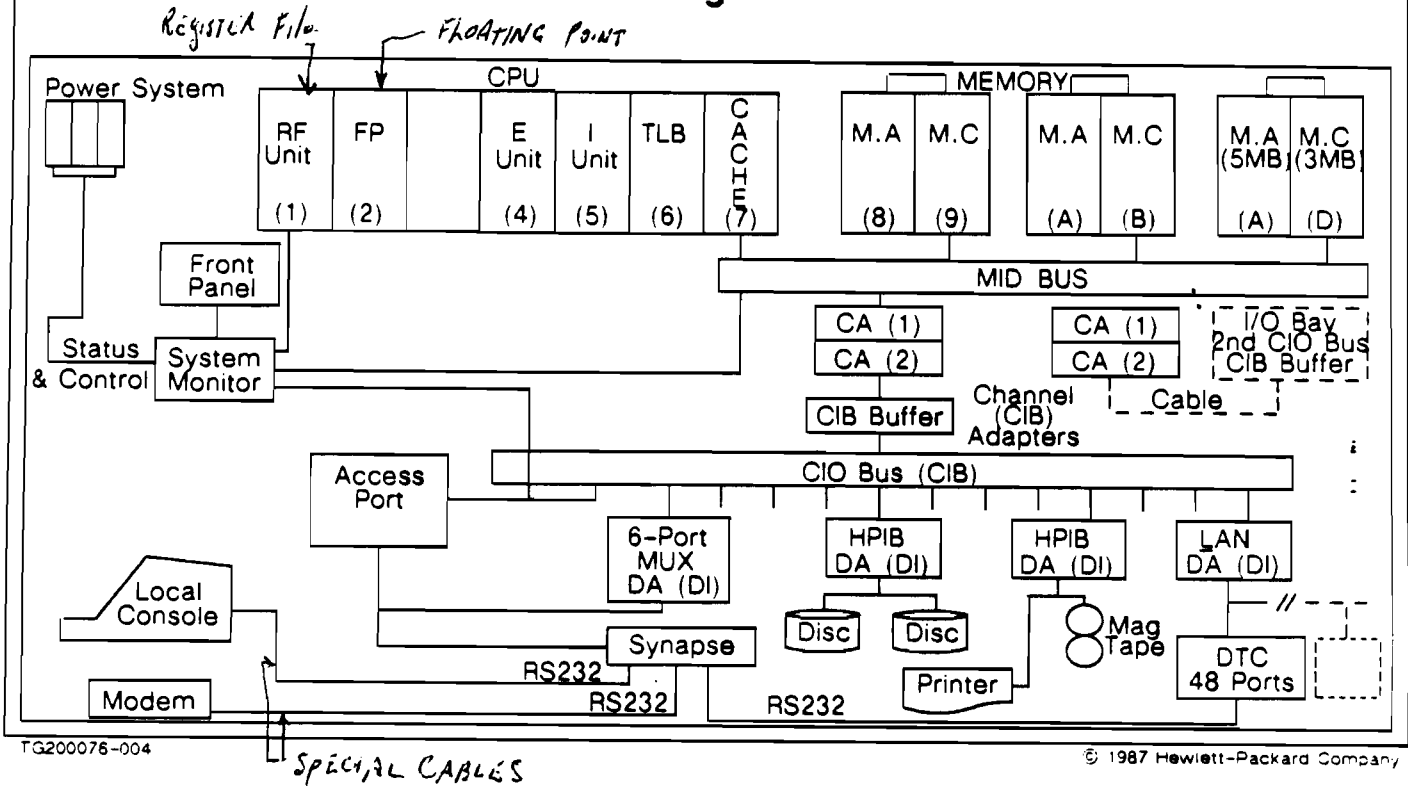 REGISTER File
FLOATING POINT
Power System
CPU
MEMORY
RF
Unit
(1)
FP
(2)
E
Unit
(4)
I
Unit
(5)
TLB
(6)
CACHE
(7)
M.A
(8)
M.C
(9)
M.A
(A)
M.C
(B)
M.A
(5MB)
(A)
M.C
(3MB)
(D)
Front
Panel
MID BUS
Status
& Control
System
Monitor
CA (1)
CA (2)
CA (1)
CA (2)
I/O Bay
2nd CIO Bus
CIB Buffer
Cable
CIB Buffer
Channel
(CIB)
Adapters
CIO Bus (CIB)
Access
Port
6-Port
MUX
DA (DI)
HPIB
DA (DI)
HPIB
DA (DI)
LAN
DA (DI)
Local
Console
Disc
Disc
Mag
Tape
Synapse
DTC
48 Ports
Printer
Modem
RS232
RS232
RS232
TG200076-004
© 1987 Hewlett-Packard Company
SPECIAL CABLES